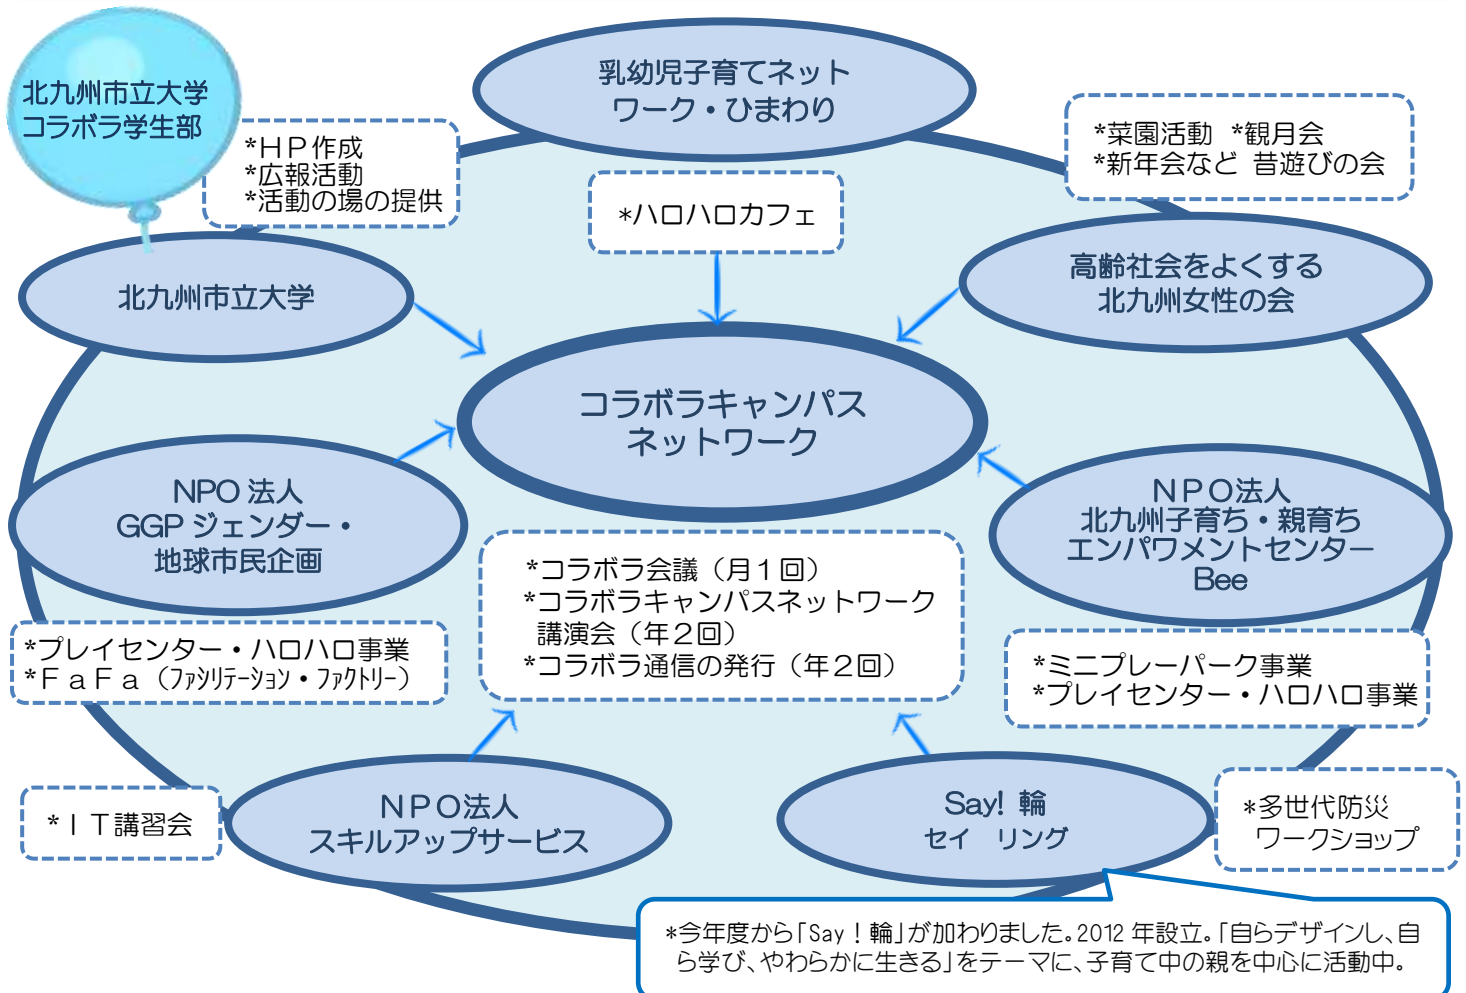 北九州市立大学
コラボラ学生部
乳幼児子育てネット
ワーク・ひまわり
*ＨＰ作成
*広報活動
*活動の場の提供
*ハロハロカフェ
*菜園活動 *観月会
*新年会など 昔遊びの会
北九州市立大学
高齢社会をよくする
北九州女性の会
コラボラキャンパス
ネットワーク
NPO 法人
GGP ジェンダー・
地球市民企画
ＮＰＯ法人
北九州子育ち・親育ち
エンパワメントセンター
Bee
*コラボラ会議（月１回）
*コラボラキャンパスネットワーク
講演会（年２回）
*コラボラ通信の発行（年２回）
*プレイセンター・ハロハロ事業
*ＦａＦａ（ﾌｧｼﾘﾃｰｼｮﾝ・ﾌｧｸﾄﾘｰ）
*ミニプレーパーク事業
*プレイセンター・ハロハロ事業
*ＩＴ講習会
ＮＰＯ法人
スキルアップサービス
Say! 輪
セイ　リング
*多世代防災
ワークショップ
*今年度から「Say！輪」が加わりました。2012 年設立。「自らデザインし、自
ら学び、やわらかに生きる」をテーマに、子育て中の親を中心に活動中。